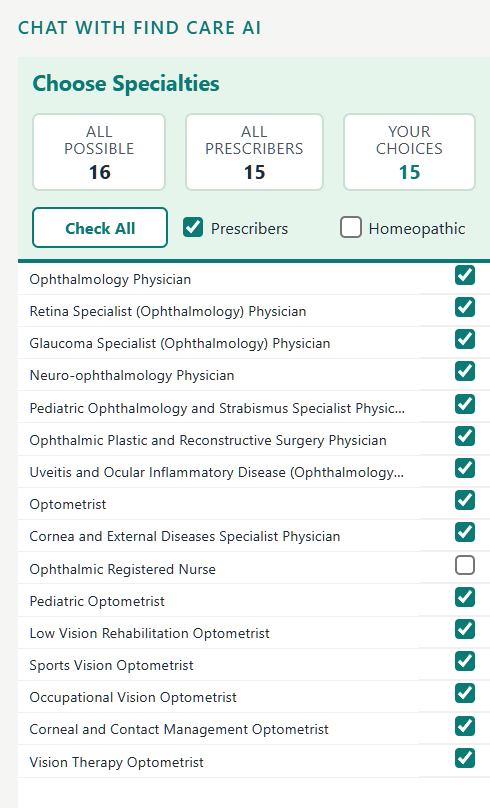 CHAT WITH FIND CARE AI
Choose Specialties
ALL
POSSIBLE
16
ALL
PRESCRIBERS
15
YOUR
CHOICES
15
Check All
Prescribers
Homeopathic
Ophthalmology Physician
Retina Specialist (Ophthalmology) Physician
Glaucoma Specialist (Ophthalmology) Physician
Neuro-ophthalmology Physician
Pediatric Ophthalmology and Strabismus Specialist Physic...
Ophthalmic Plastic and Reconstructive Surgery Physician
Uveitis and Ocular Inflammatory Disease (Ophthalmology...
Optometrist
Cornea and External Diseases Specialist Physician
Ophthalmic Registered Nurse
Pediatric Optometrist
Low Vision Rehabilitation Optometrist
Sports Vision Optometrist
Occupational Vision Optometrist
Corneal and Contact Management Optometrist
Vision Therapy Optometrist